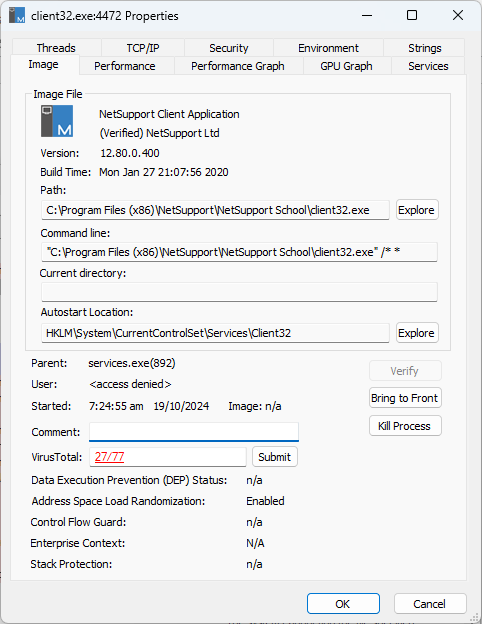 client32.exe:4472 Properties
Threads TCP/IP Security Environment Strings
Image Performance Performance Graph GPU Graph Services
Image File
M
NetSupport Client Application
(Verified) NetSupport Ltd
Version: 12.80.0.400
Build Time: Mon Jan 27 21:07:56 2020
Path:
C:\Program Files (x86)\NetSupport\NetSupport School\client32.exe Explore
Command line:
"C:\Program Files (x86)\NetSupport\NetSupport School\client32.exe" /* *
Current directory:
Autostart Location:
HKLM\System\CurrentControlSet\Services\Client32 Explore
Parent: services.exe(892)
Verify
User: <access denied>
Bring to Front
Started: 7:24:55 am 19/10/2024 Image: n/a
Kill Process
Comment:
VirusTotal: 27/77 Submit
Data Execution Prevention (DEP) Status: n/a
Address Space Load Randomization: Enabled
Control Flow Guard: n/a
Enterprise Context: N/A
Stack Protection: n/a
OK Cancel